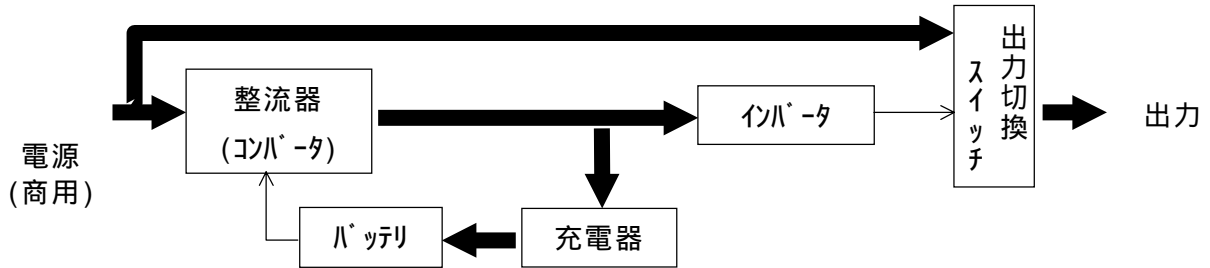 電源
(商用)
整流器
(ｺﾝﾊﾞｰﾀ)
ﾊﾞｯﾃﾘ
充電器
ｲﾝﾊﾞｰﾀ
出力切換
ｽｲｯﾁ
出力